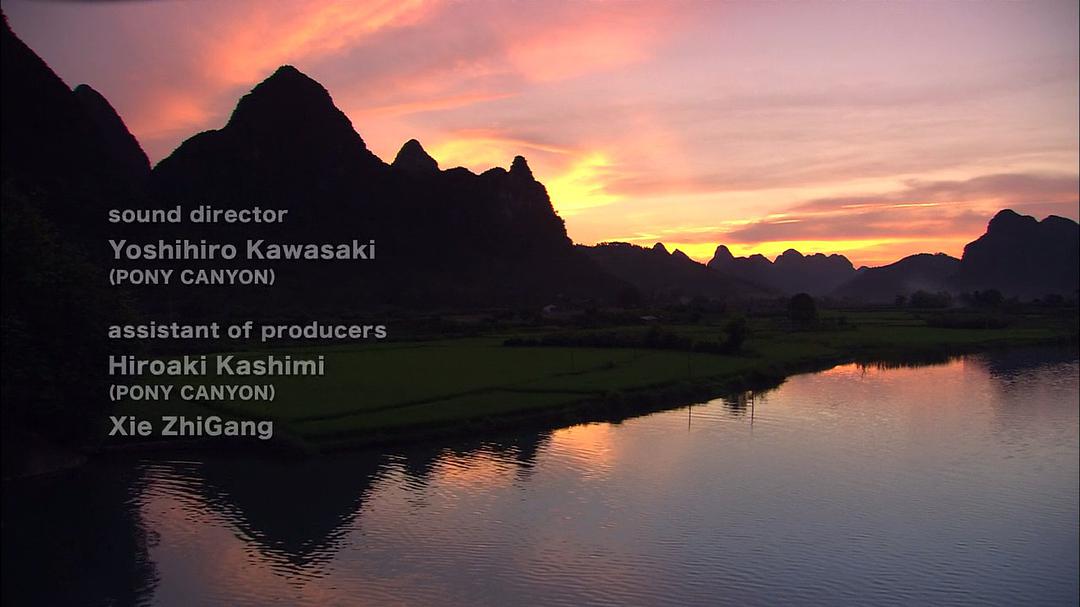 sound director
Yoshihiro Kawasaki
(PONY CANYON)
assistant of producers
Hiroaki Kashimi
(PONY CANYON)
Xie ZhiGang